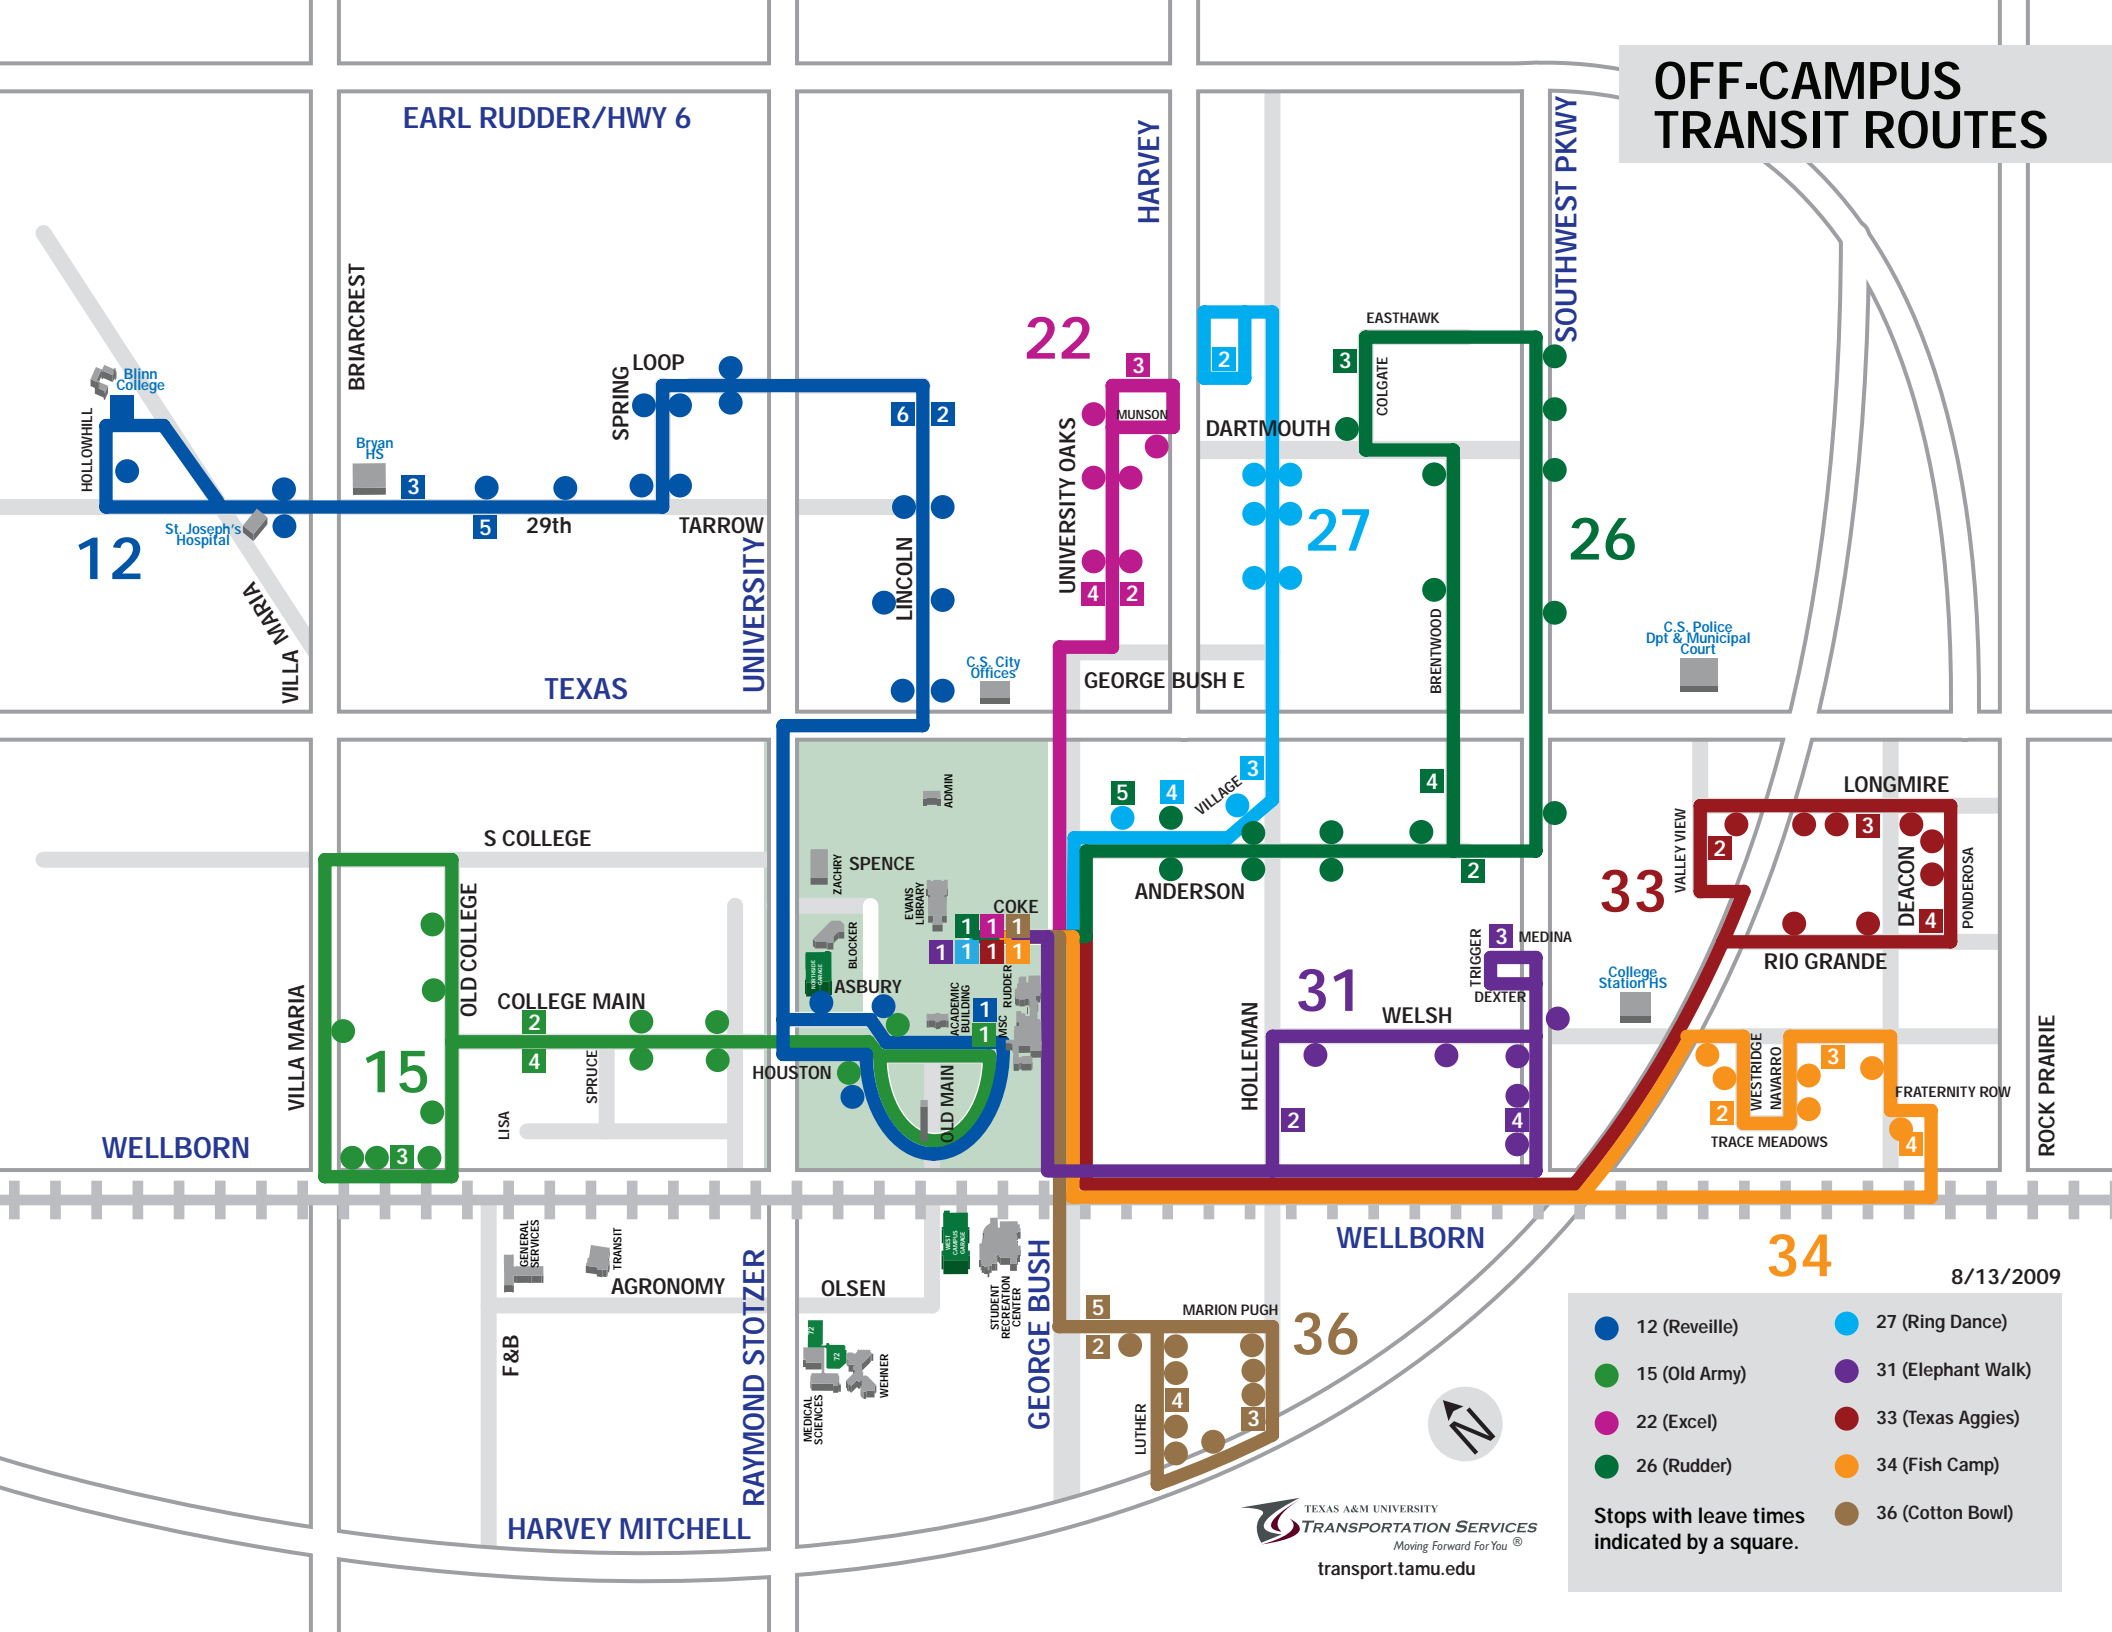 OFF-CAMPUS
TRANSIT ROUTES
EARL RUDDER/HWY 6
HARVEY
SOUTHWEST PKWY
BRIARCREST
SPRING
LOOP
22
3
MUNSON
UNIVERSITY OAKS
4
2
2
EASTHAWK
3
COLGATE
DARTMOUTH
27
26
Blinn
College
HOLLOWHILL
Bryan
HS
3
5
29th
TARROW
6
2
St. Joseph's
Hospital
12
VILLA MARIA
UNIVERSITY
LINCOLN
TEXAS
C.S. City
Offices
GEORGE BUSH E
BRENTWOOD
C.S. Police
Dpt & Municipal
Court
S COLLEGE
ADMIN
ZACHRY
SPENCE
EVANS
LIBRARY
COKE
1
1
1
1
1
1
1
BLOCKER
NORTHSIDE
GARAGE
ASBURY
ACADEMIC
BUILDING
RUDDER
MSC
1
1
HOUSTON
OLD MAIN
5
4
VILLAGE
3
4
2
ANDERSON
VALLEY VIEW
LONGMIRE
2
3
33
DEACON
4
PONDEROSA
RIO GRANDE
VILLA MARIA
OLD COLLEGE
COLLEGE MAIN
2
4
15
3
SPRUCE
LISA
WELLBORN
TRIGGER
3
MEDINA
DEXTER
31
WELSH
HOLLEMAN
2
4
College
Station HS
WESTRIDGE
NAVARRO
3
2
FRATERNITY ROW
4
TRACE MEADOWS
ROCK PRAIRIE
WELLBORN
34
GENERAL
SERVICES
TRANSIT
AGRONOMY
F&B
RAYMOND STOTZER
OLSEN
WEST
CAMPUS
GARAGE
STUDENT
RECREATION
CENTER
72
72
WEHNER
MEDICAL
SCIENCES
GEORGE BUSH
HARVEY MITCHELL
5
2
MARION PUGH
36
4
3
LUTHER
N
TEXAS A&M UNIVERSITY
TRANSPORTATION SERVICES
Moving Forward For You ®
transport.tamu.edu
8/13/2009
12 (Reveille)
15 (Old Army)
22 (Excel)
26 (Rudder)
27 (Ring Dance)
31 (Elephant Walk)
33 (Texas Aggies)
34 (Fish Camp)
36 (Cotton Bowl)
Stops with leave times
indicated by a square.